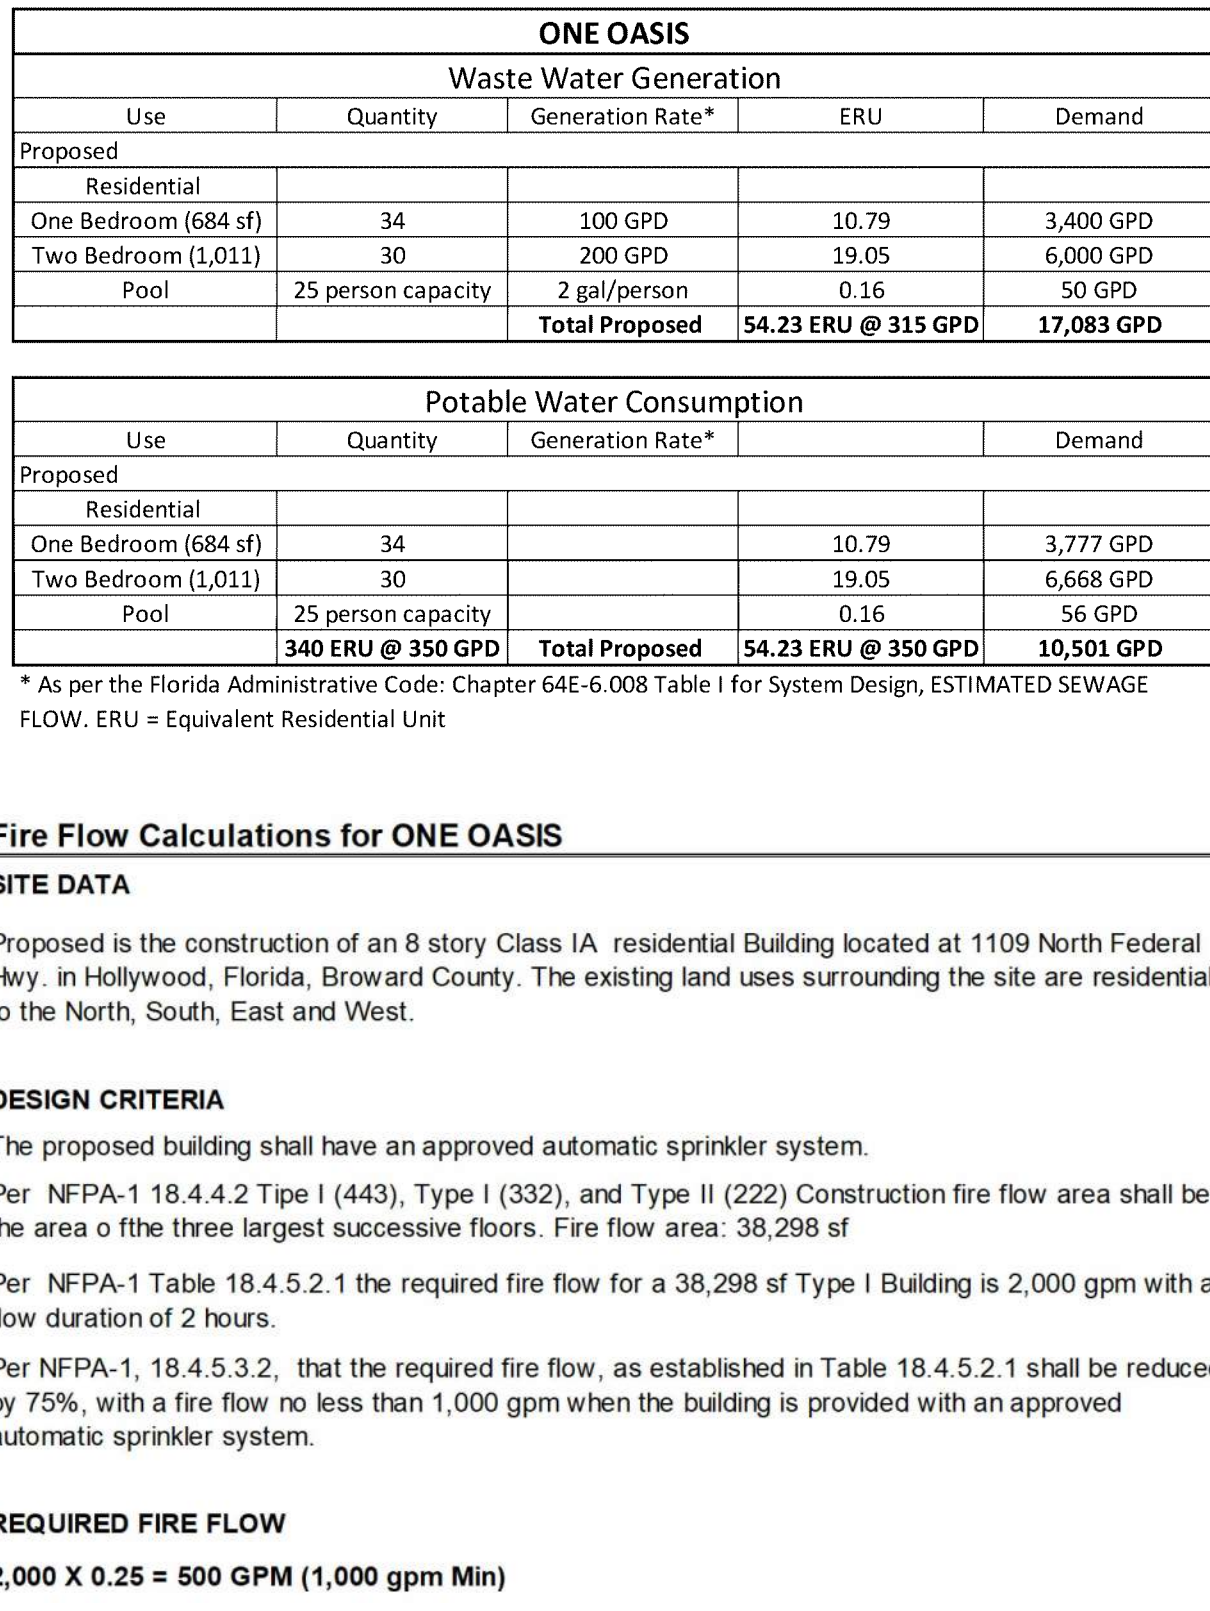 ONE OASIS
Waste Water Generation
Use Quantity Generation Rate* ERU Demand
Proposed
Residential
One Bedroom (684 sf) 34 100 GPD 10.79 3,400 GPD
Two Bedroom (1,011) 30 200 GPD 19.05 6,000 GPD
Pool 25 person capacity 2 gal/person 0.16 50 GPD
Total Proposed 54.23 ERU @ 315 GPD 17,083 GPD
Potable Water Consumption
Use Quantity Generation Rate* Demand
Proposed
Residential
One Bedroom (684 sf) 34 10.79 3,777 GPD
Two Bedroom (1,011) 30 19.05 6,668 GPD
Pool 25 person capacity 0.16 56 GPD
340 ERU @ 350 GPD Total Proposed 54.23 ERU @ 350 GPD 10,501 GPD
* As per the Florida Administrative Code: Chapter 64E-6.008 Table I for System Design, ESTIMATED SEWAGE
FLOW. ERU = Equivalent Residential Unit
Fire Flow Calculations for ONE OASIS
SITE DATA
Proposed is the construction of an 8 story Class IA residential Building located at 1109 North Federal
Hwy. in Hollywood, Florida, Broward County. The existing land uses surrounding the site are residential
to the North, South, East and West.
DESIGN CRITERIA
The proposed building shall have an approved automatic sprinkler system.
Per NFPA-1 18.4.4.2 Tipe I (443), Type I (332), and Type II (222) Construction fire flow area shall be
the area o fthe three largest successive floors. Fire flow area: 38,298 sf
Per NFPA-1 Table 18.4.5.2.1 the required fire flow for a 38,298 sf Type I Building is 2,000 gpm with a
flow duration of 2 hours.
Per NFPA-1, 18.4.5.3.2, that the required fire flow, as established in Table 18.4.5.2.1 shall be reduced
by 75%, with a fire flow no less than 1,000 gpm when the building is provided with an approved
automatic sprinkler system.
REQUIRED FIRE FLOW
2,000 X 0.25 = 500 GPM (1,000 gpm Min)